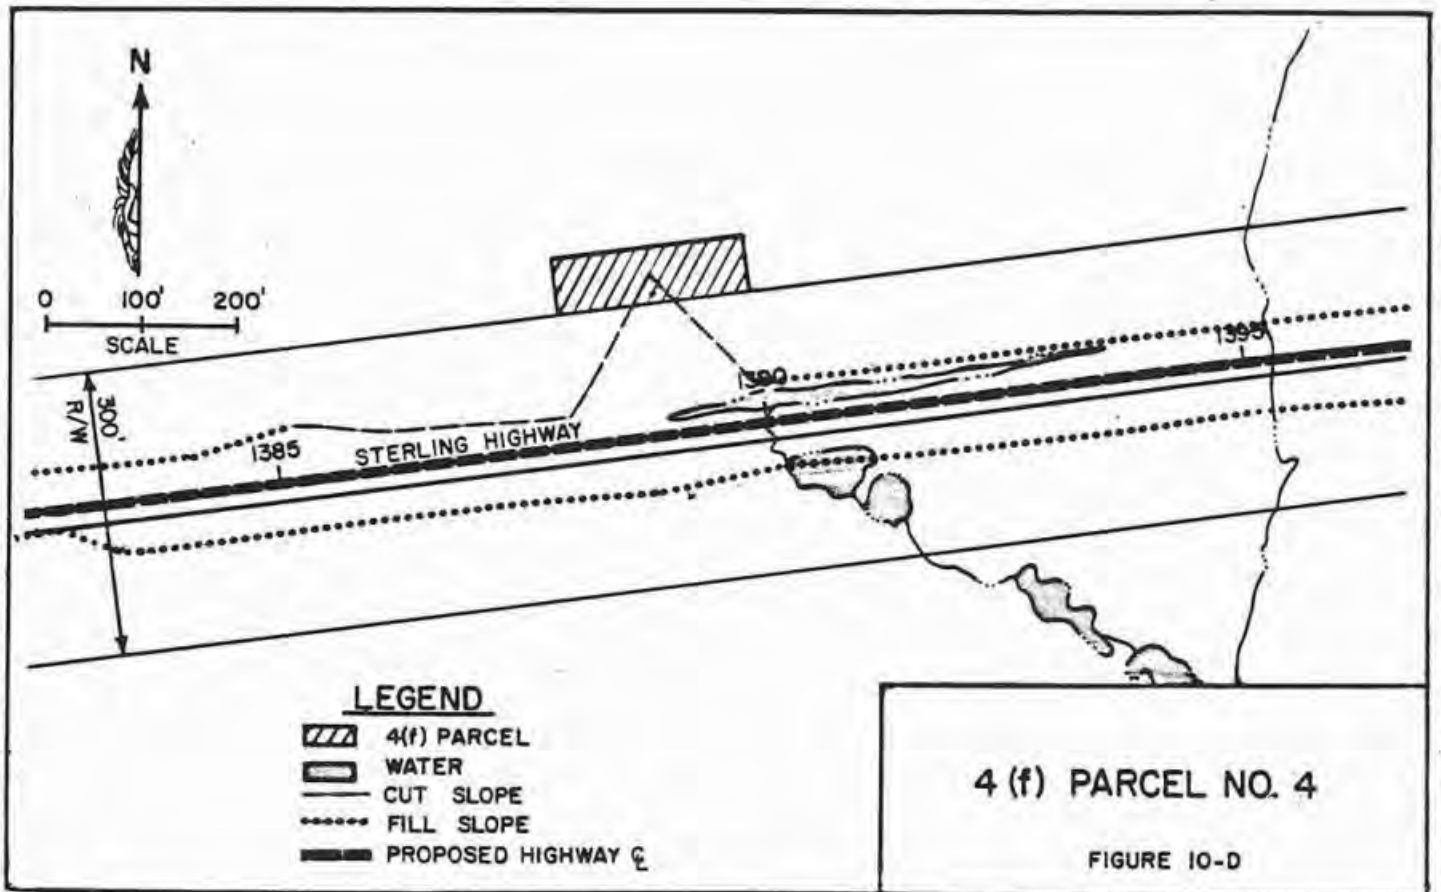 N
0 100' 200'
SCALE
300'
R/W
1385
STERLING HIGHWAY
1390
1395
LEGEND
4(f) PARCEL
WATER
CUT SLOPE
FILL SLOPE
PROPOSED HIGHWAY ℄
4 (f) PARCEL NO. 4
FIGURE 10-D